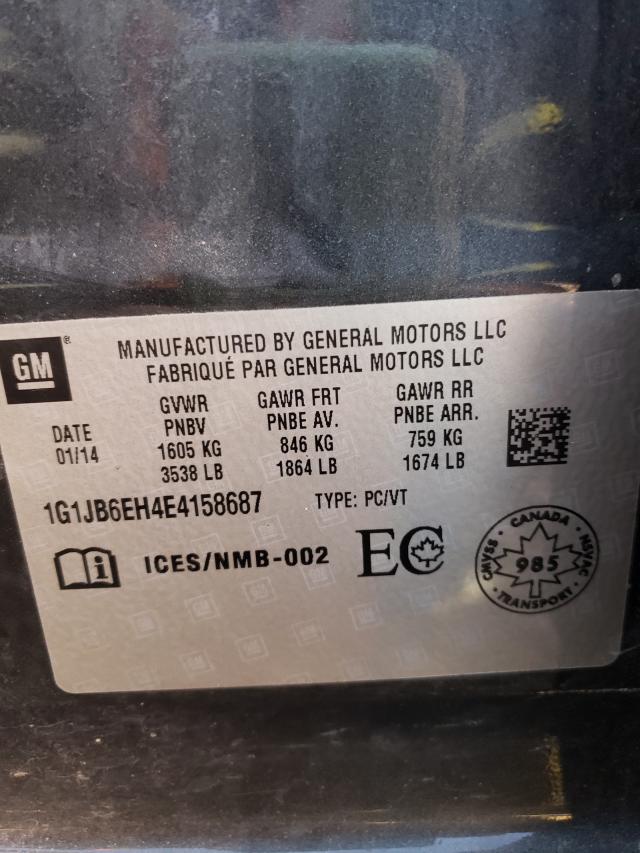 GM®
MANUFACTURED BY GENERAL MOTORS LLC
FABRIQUÉ PAR GENERAL MOTORS LLC
DATE
01/14
GVWR
PNBV
1605 KG
3538 LB
GAWR FRT
PNBE AV.
846 KG
1864 LB
GAWR RR
PNBE ARR.
759 KG
1674 LB
1G1JB6EH4E4158687 TYPE: PC/VT
i ICES/NMB-002 EC
CANADA
CMVSS 985 NSVAC
TRANSPORT